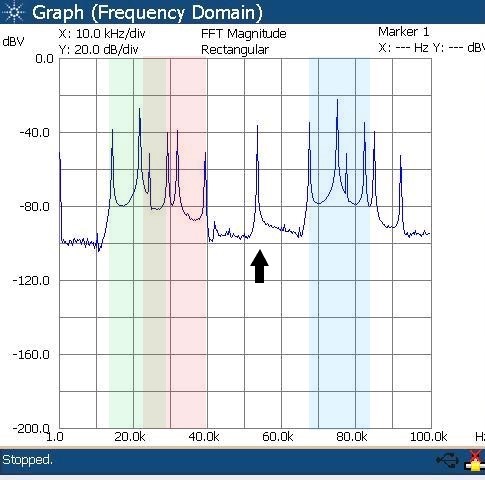 Graph (Frequency Domain)
dBV
X: 10.0 kHz/div
Y: 20.0 dB/div
FFT Magnitude
Rectangular
Marker 1
X: --- Hz Y: --- dBV
0.0
-40.0
-80.0
-120.0
-160.0
-200.0
1.0 20.0k 40.0k 60.0k 80.0k 100.0k Hz
Stopped.